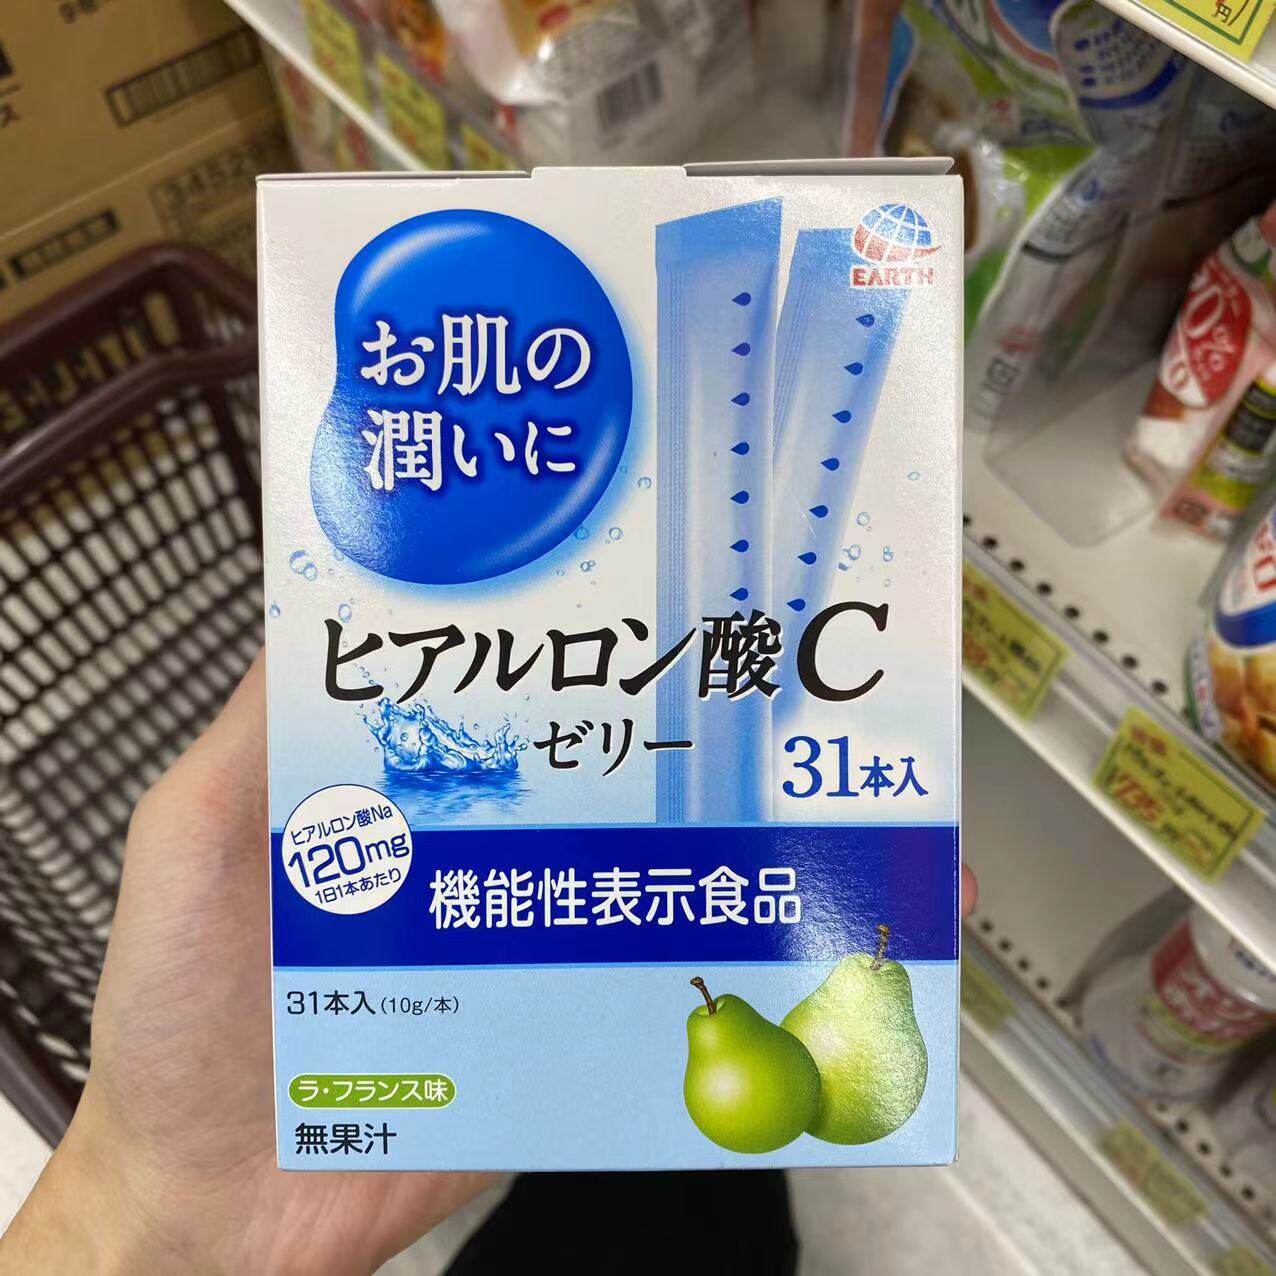 お肌の
潤いに
EARTH
ヒアルロン酸C
ゼリー
31本入
ヒアルロン酸Na
120mg
1日1本あたり
機能性表示食品
31本入(10g/本)
ラ・フランス味
無果汁